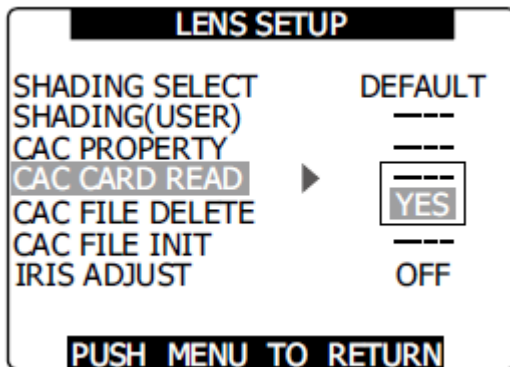 LENS SETUP
SHADING SELECT DEFAULT
SHADING(USER) ----
CAC PROPERTY ----
CAC CARD READ ▶ ----
YES
CAC FILE DELETE
CAC FILE INIT ----
IRIS ADJUST OFF
PUSH MENU TO RETURN